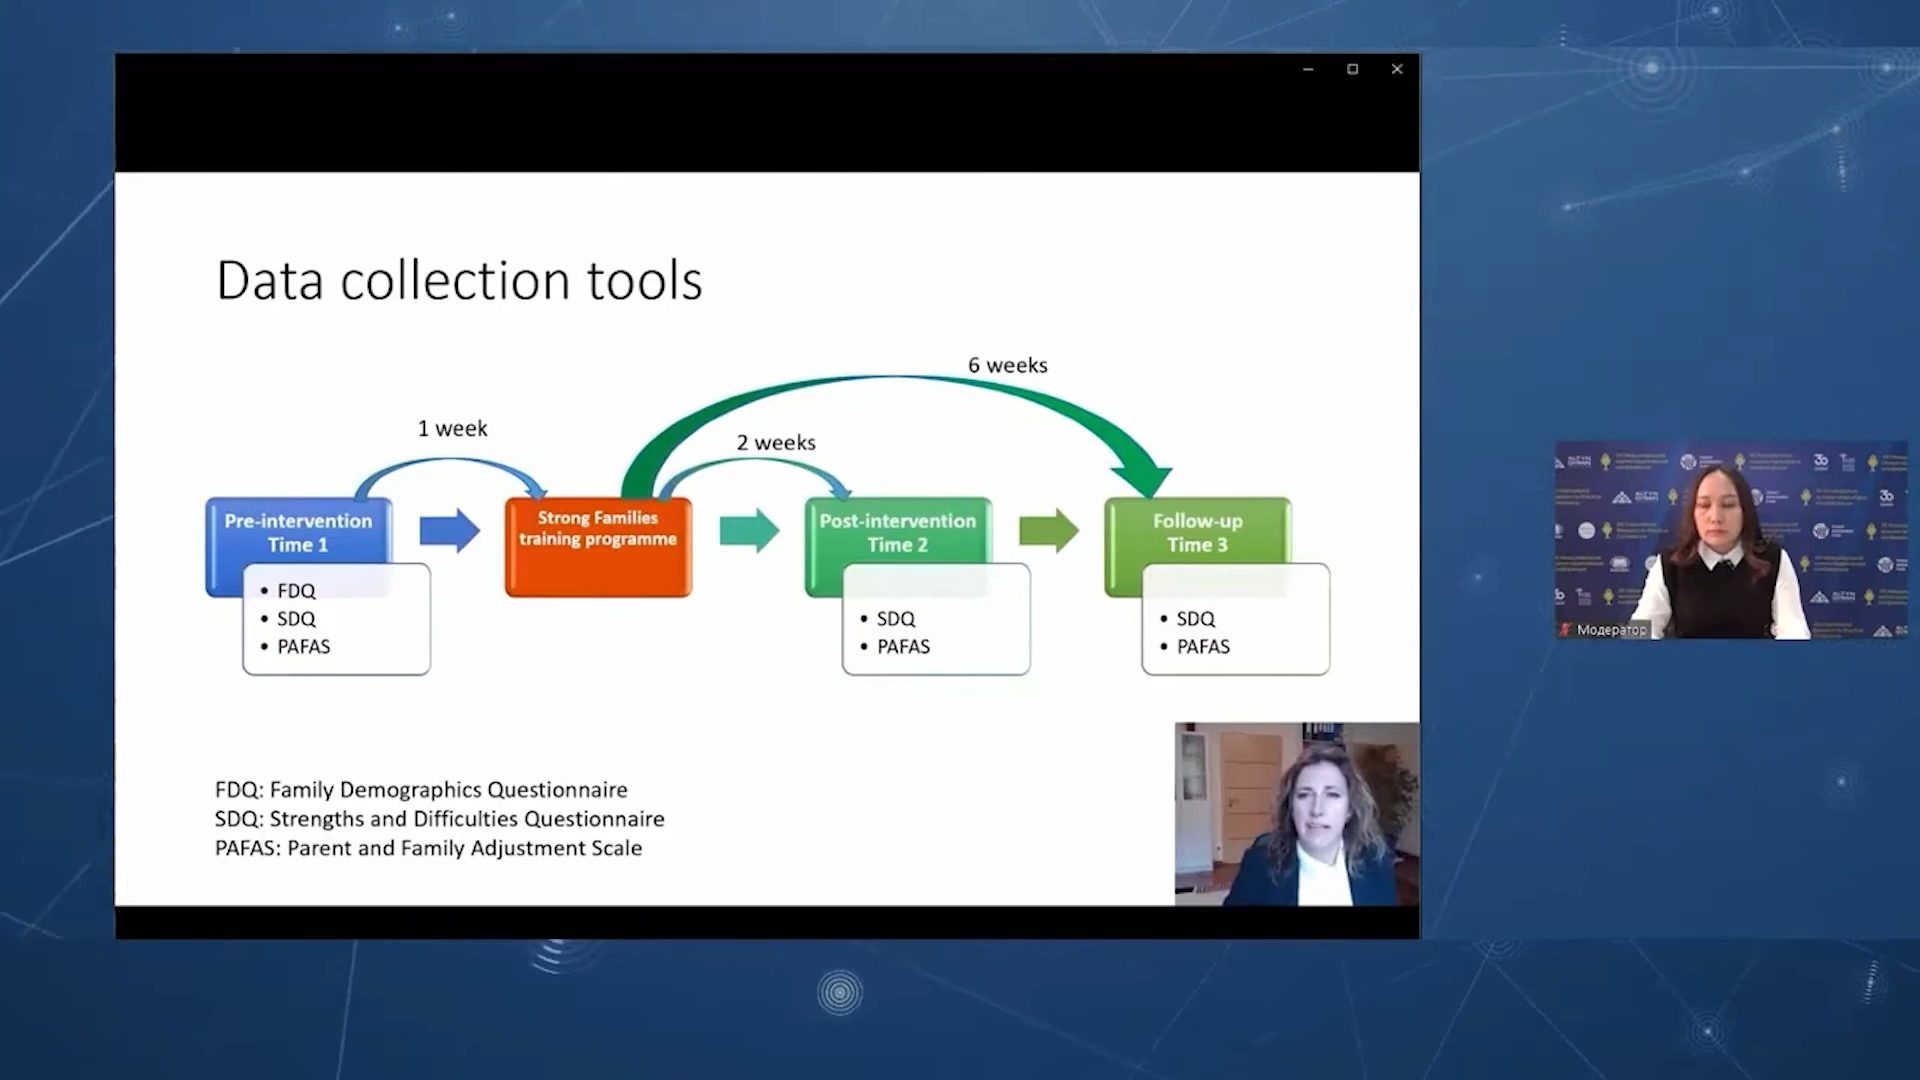 Data collection tools
6 weeks
1 week
2 weeks
Pre-intervention
Time 1
Strong Families
training programme
Post-intervention
Time 2
Follow-up
Time 3
• FDQ
• SDQ
• PAFAS
• SDQ
• PAFAS
• SDQ
• PAFAS
FDQ: Family Demographics Questionnaire
SDQ: Strengths and Difficulties Questionnaire
PAFAS: Parent and Family Adjustment Scale
Модератор